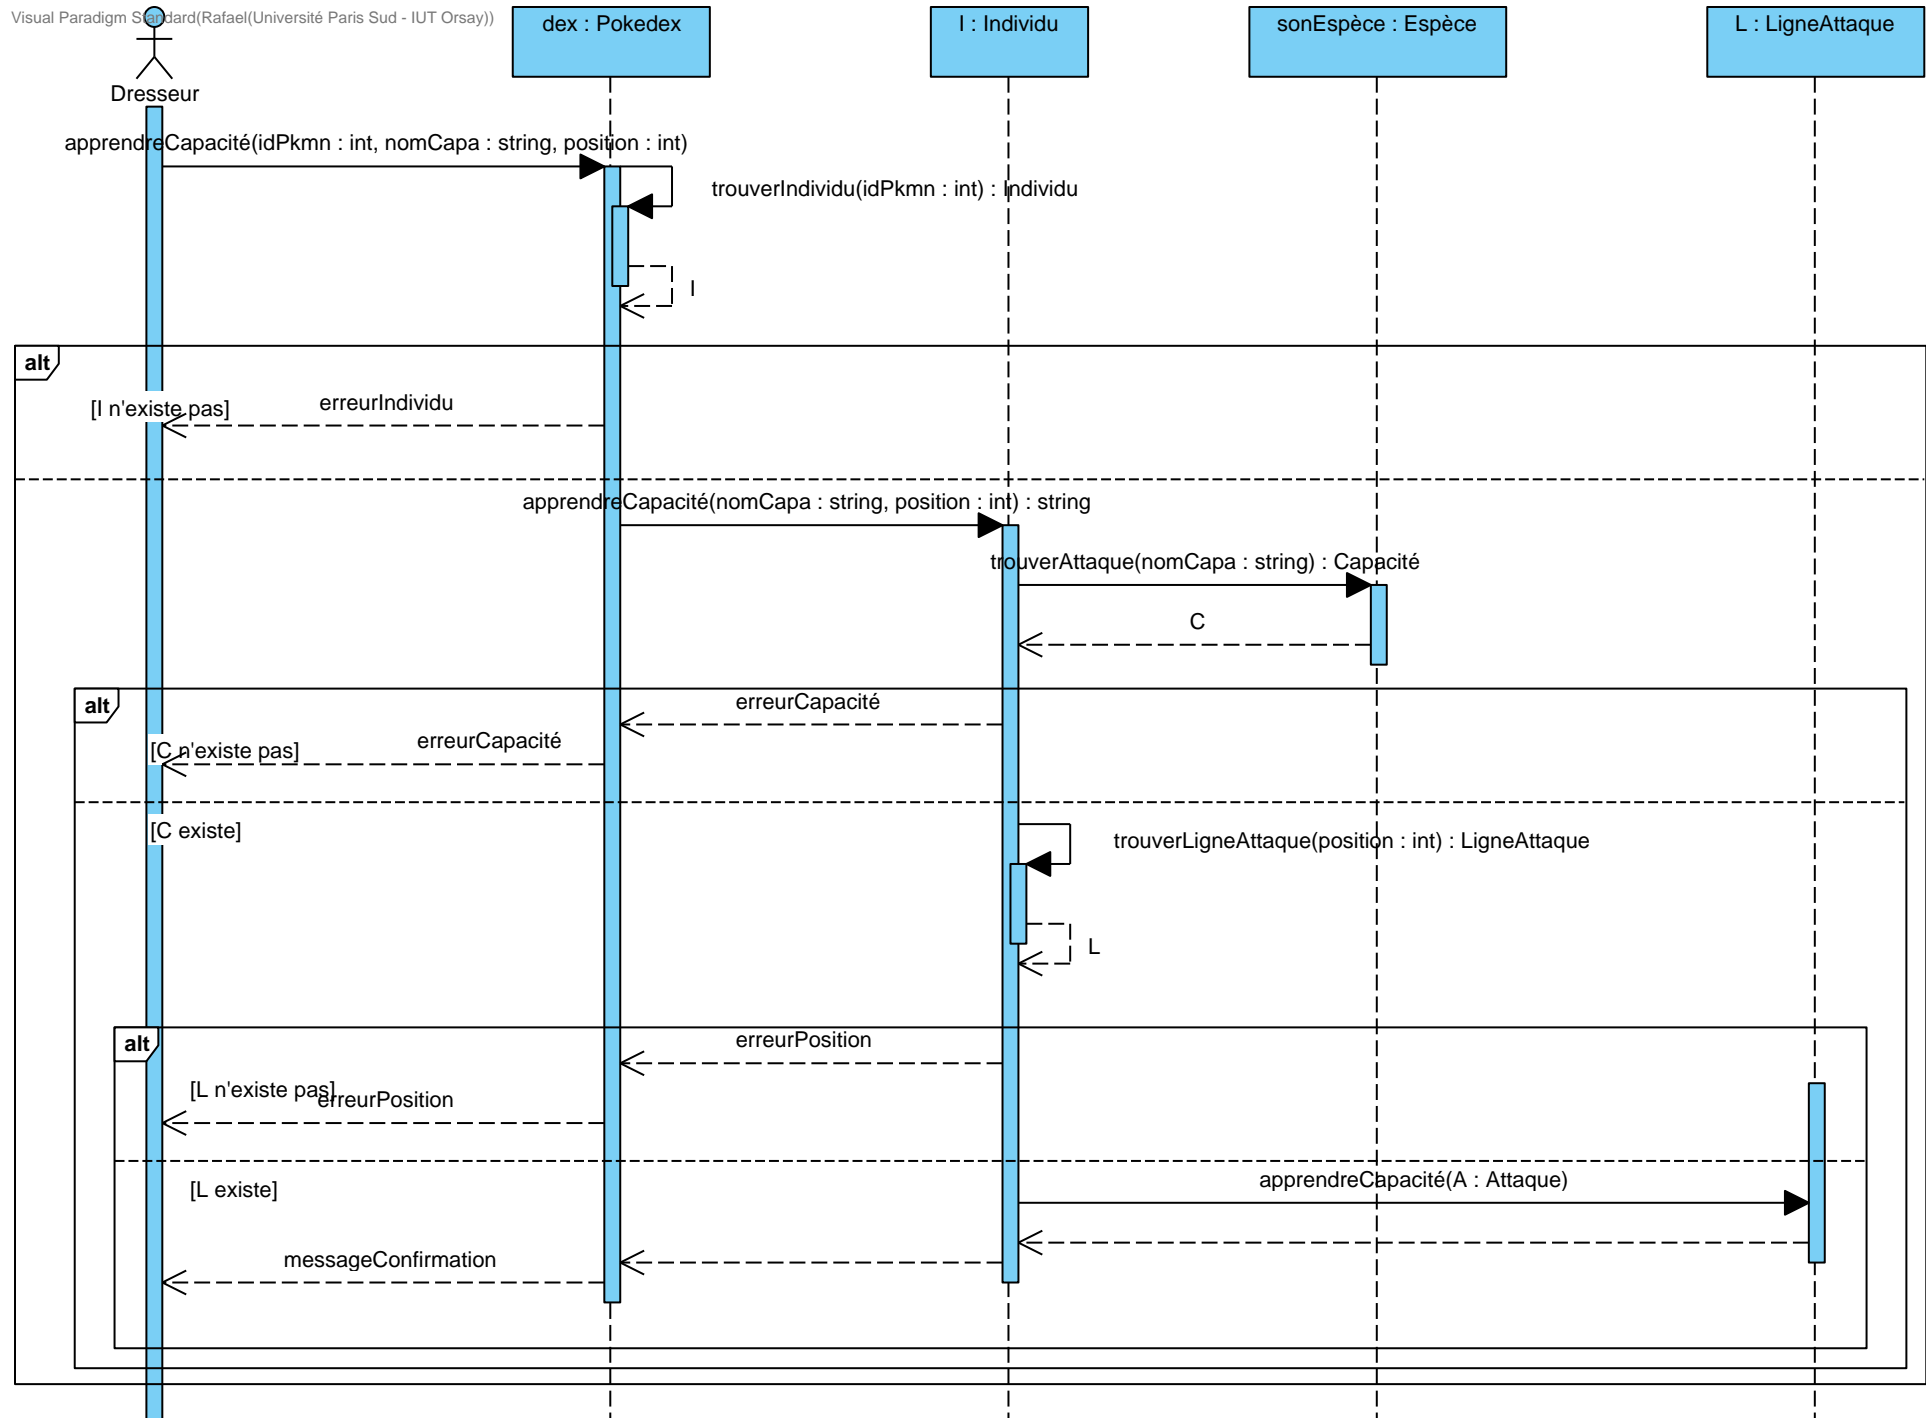 Visual Paradigm Standard(Rafael(Université Paris Sud - IUT Orsay))
dex : Pokedex
I : Individu
sonEspèce : Espèce
L : LigneAttaque
Dresseur
apprendreCapacité(idPkmn : int, nomCapa : string, position : int)
trouverIndividu(idPkmn : int) : Individu
I
alt
[I n'existe pas]
erreurIndividu
apprendreCapacité(nomCapa : string, position : int) : string
trouverAttaque(nomCapa : string) : Capacité
C
alt
erreurCapacité
[C n'existe pas]
erreurCapacité
[C existe]
trouverLigneAttaque(position : int) : LigneAttaque
L
alt
erreurPosition
[L n'existe pas]
erreurPosition
[L existe]
apprendreCapacité(A : Attaque)
messageConfirmation